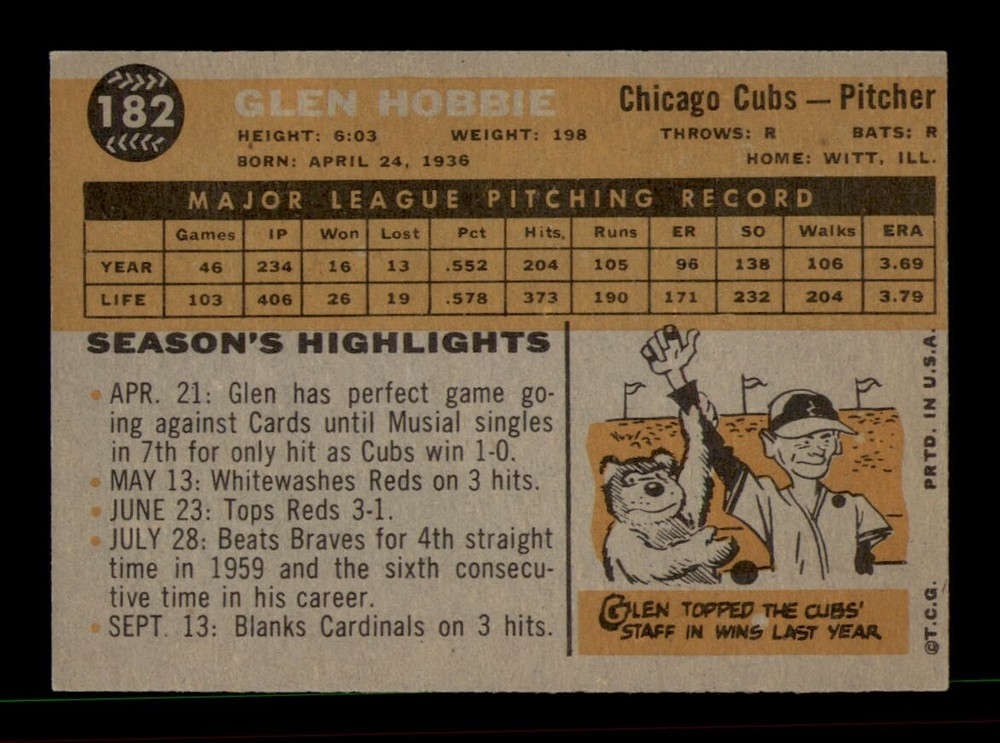 182
GLEN HOBBIE
Chicago Cubs — Pitcher
HEIGHT: 6:03 WEIGHT: 198 THROWS: R BATS: R
BORN: APRIL 24, 1936 HOME: WITT, ILL.
MAJOR LEAGUE PITCHING RECORD
Games IP Won Lost Pct Hits. Runs ER SO Walks ERA
YEAR 46 234 16 13 .552 204 105 96 138 106 3.69
LIFE 103 406 26 19 .578 373 190 171 232 204 3.79
SEASON'S HIGHLIGHTS
• APR. 21: Glen has perfect game go-
ing against Cards until Musial singles
in 7th for only hit as Cubs win 1-0.
• MAY 13: Whitewashes Reds on 3 hits.
• JUNE 23: Tops Reds 3-1.
• JULY 28: Beats Braves for 4th straight
time in 1959 and the sixth consecu-
tive time in his career.
• SEPT. 13: Blanks Cardinals on 3 hits.
GLEN TOPPED THE CUBS'
STAFF IN WINS LAST YEAR
©T.C.G. PRTD. IN U.S.A.